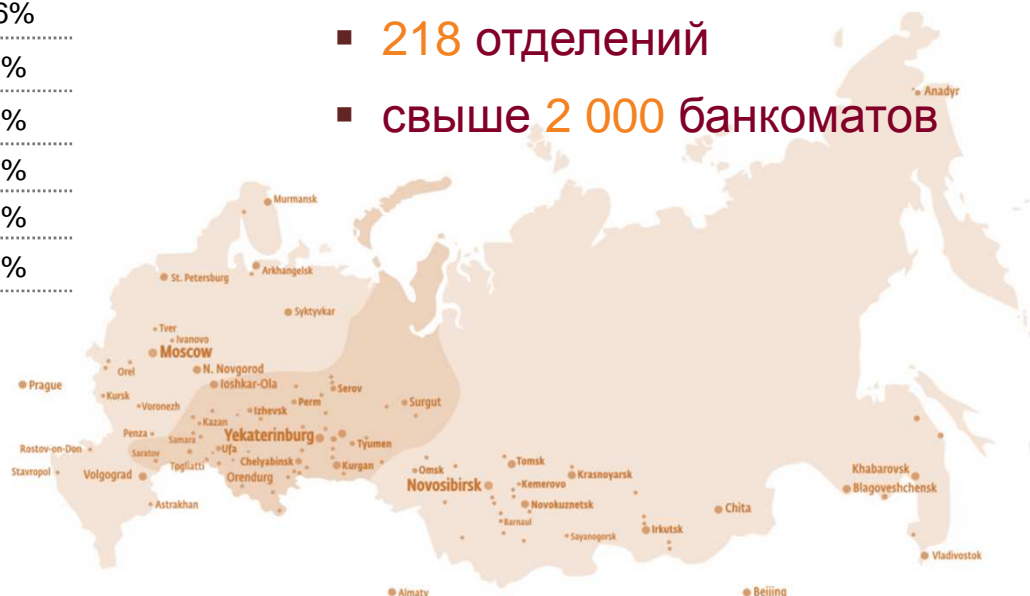 6%
%
%
%
%
%
218 отделений
свыше 2 000 банкоматов
Anadyr
Murmansk
Arkhangelsk
St. Petersburg
Syktyvkar
Tver
Ivanovo
Moscow
N. Novgorod
Orel
Ioshkar-Ola
Prague
Serov
Kursk
Perm
Surgut
Voronezh
Izhevsk
Kazan
Penza
Samara
Yekaterinburg
Tyumen
Rostov-on-Don
Saratov
Ufa
Togliatti
Chelyabinsk
Kurgan
Stavropol
Volgograd
Orendurg
Omsk
Tomsk
Krasnoyarsk
Khabarovsk
Novosibirsk
Kemerovo
Blagoveshchensk
Astrakhan
Novokuznetsk
Chita
Barnaul
Irkutsk
Sayanogorsk
Vladivostok
Almaty
Beijing